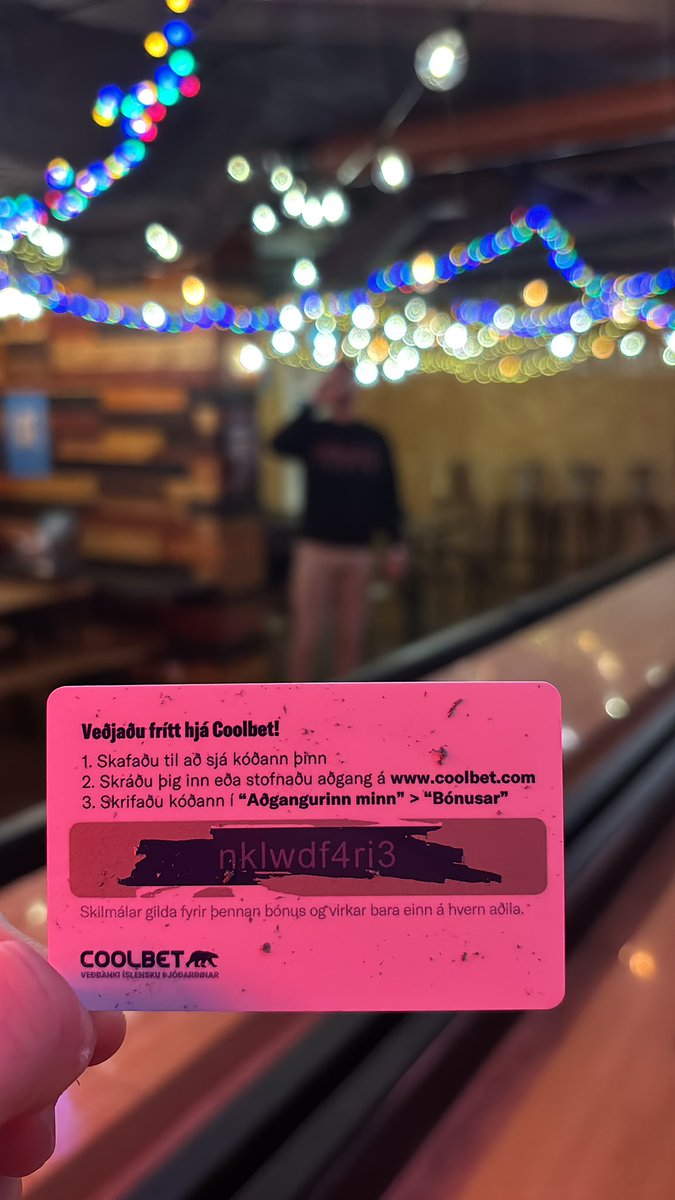 Veðjaðu frítt hjá Coolbet!
1. Skafaðu til að sjá kóðann þinn
2. Skráðu þig inn eða stofnaðu aðgang á www.coolbet.com
3. Skrifaðu kóðann í “Aðgangurinn minn” > “Bónusar”
nklwdf4ri3
Skilmálar gilda fyrir þennan bónus og virkar bara einn á hvern aðila.
COOLBET
VEÐBANKI ÍSLENSKU ÞJÓÐARINNAR